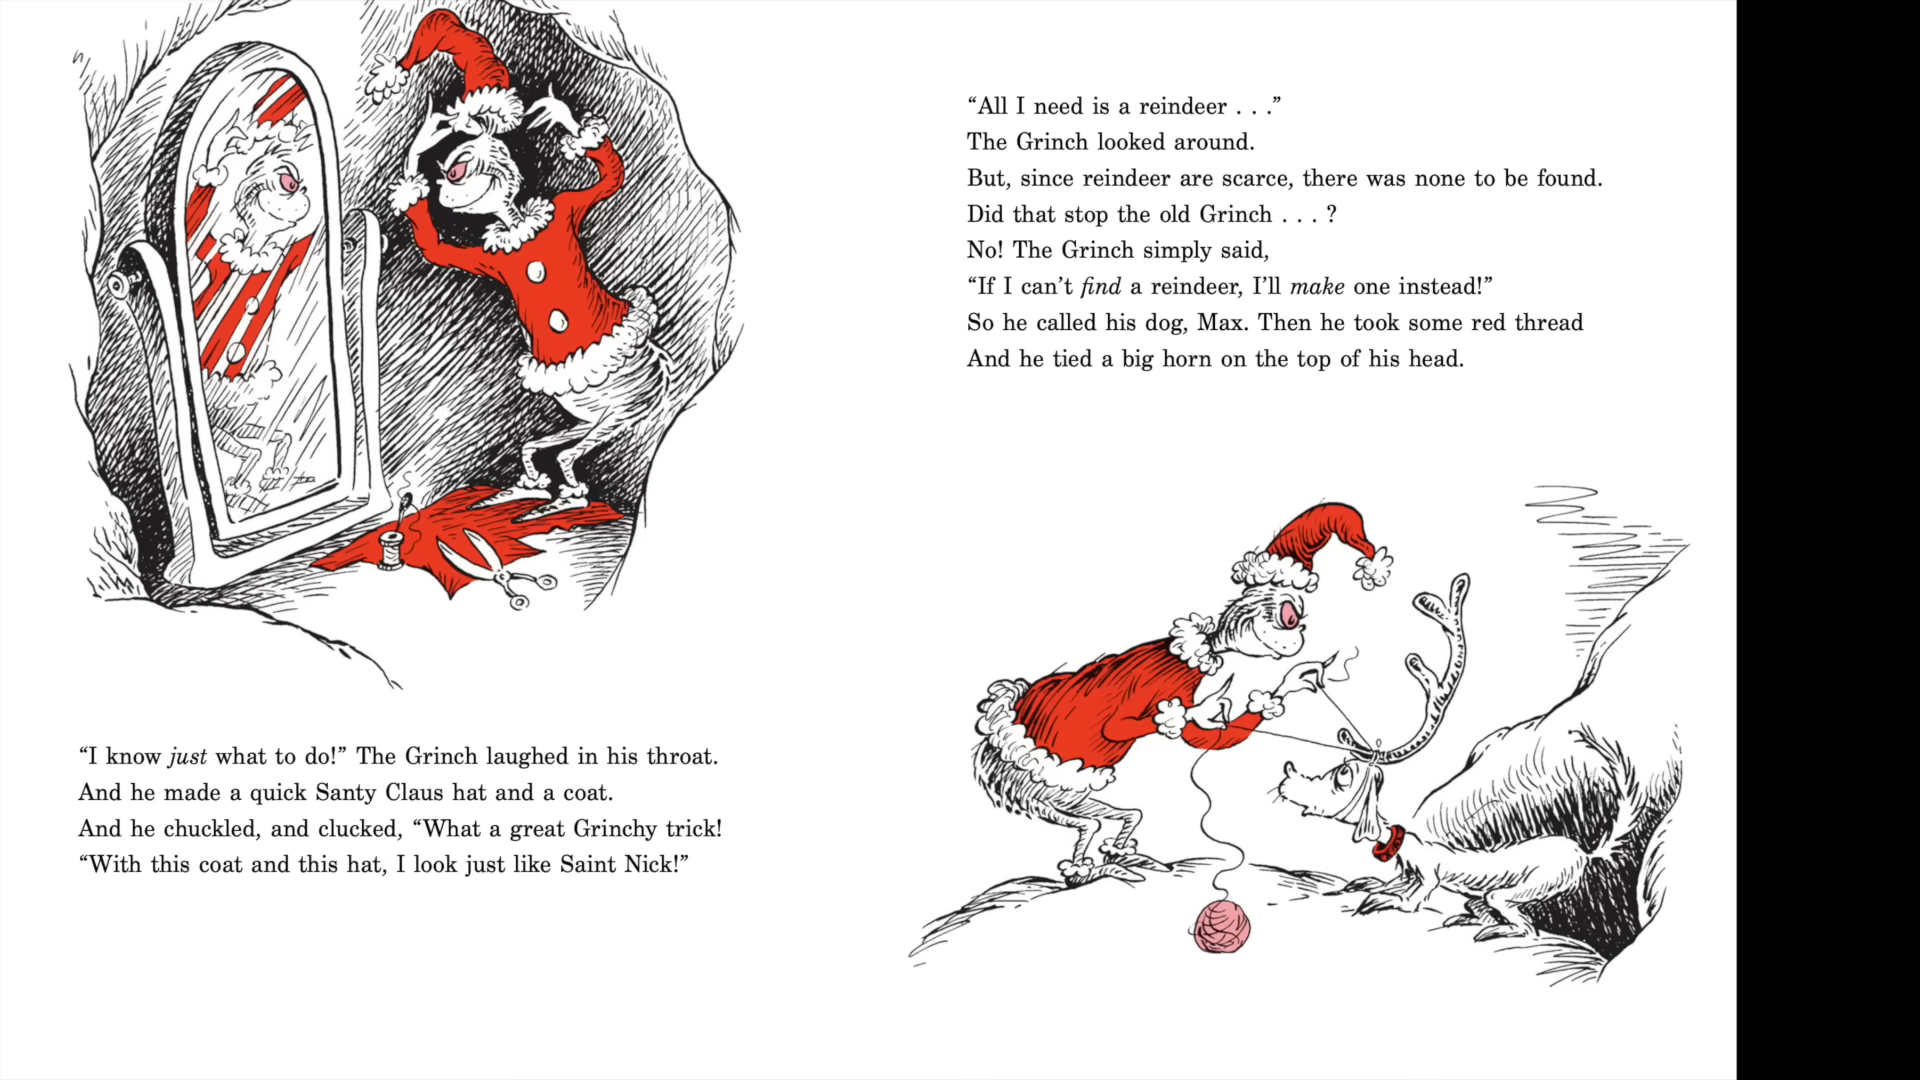 “I know just what to do!” The Grinch laughed in his throat.
And he made a quick Santy Claus hat and a coat.
And he chuckled, and clucked, “What a great Grinchy trick!
“With this coat and this hat, I look just like Saint Nick!”
“All I need is a reindeer . . .”
The Grinch looked around.
But, since reindeer are scarce, there was none to be found.
Did that stop the old Grinch . . . ?
No! The Grinch simply said,
“If I can’t find a reindeer, I’ll make one instead!”
So he called his dog, Max. Then he took some red thread
And he tied a big horn on the top of his head.